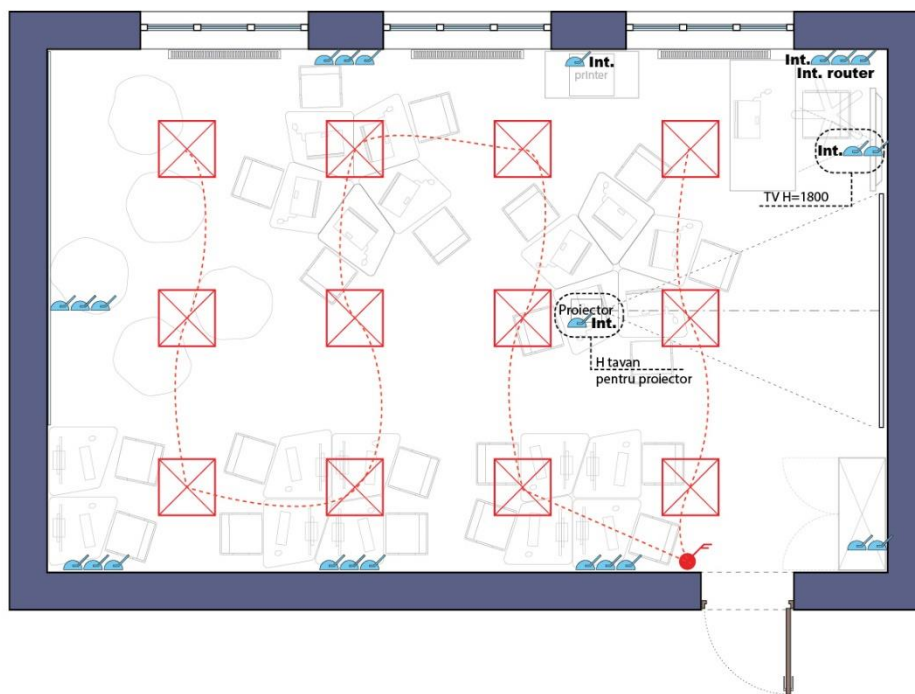 Int.
printer
Int.
Int. router
Int.
TV H=1800
Proiector
Int.
H tavan
pentru proiector